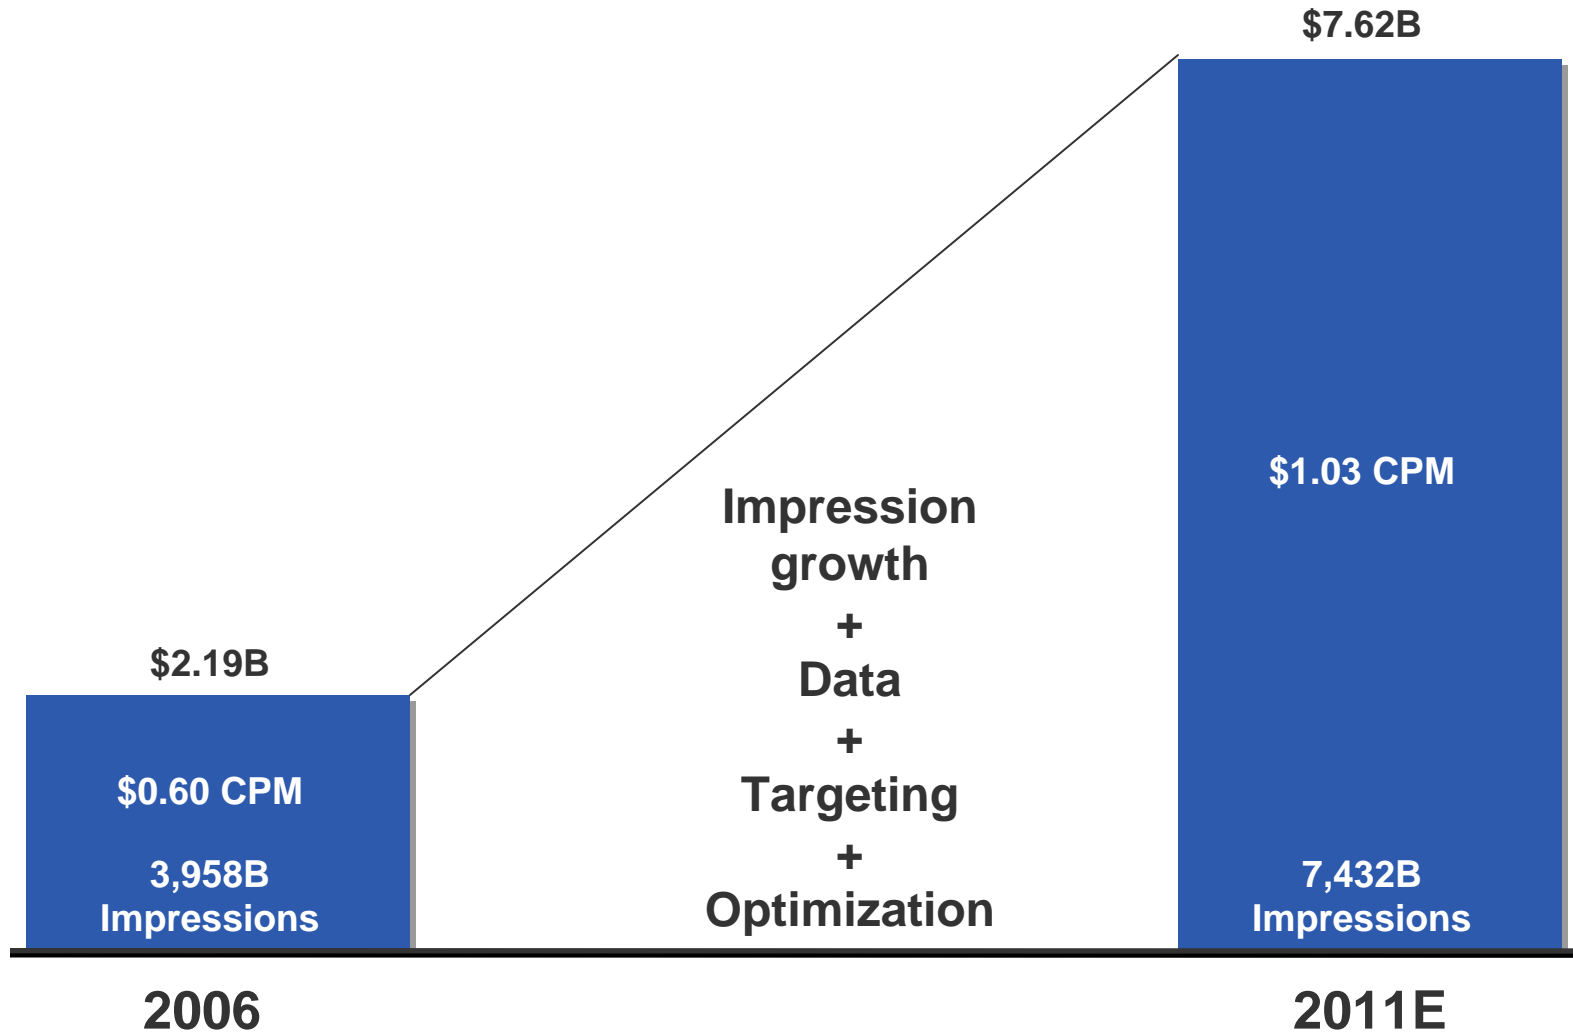 $7.62B
$1.03 CPM
Impression
growth
+
Data
+
Targeting
+
Optimization
$2.19B
$0.60 CPM
3,958B
Impressions
7,432B
Impressions
2006
2011E